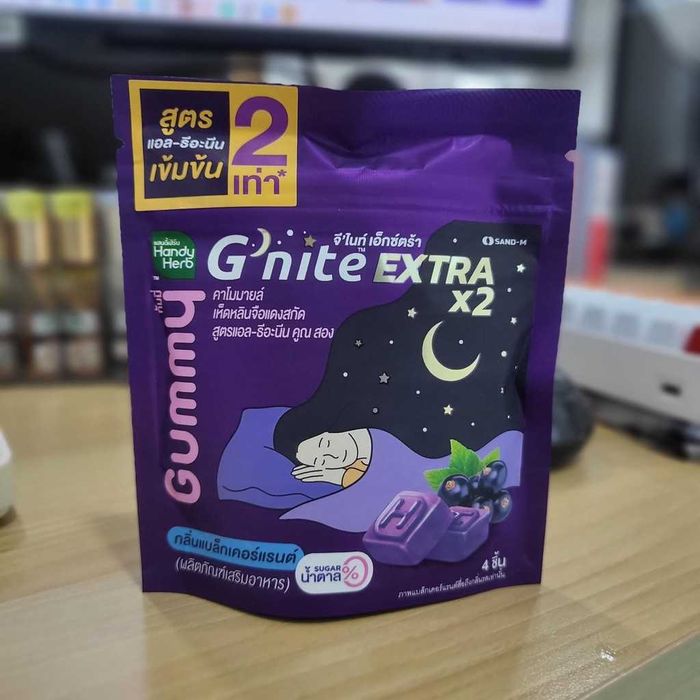 สูตร
แอล-ธีอะนีน
เข้มข้น
2
เท่า*
แฮนดี้เฮิร์บ
Handy
Herb
จี'ไนท์ เอ็กซ์ตร้า
SAND-M
G'nite™ EXTRA
x2
กัมมี่
Gummy
คาโมมายล์
เห็ดหลินจือแดงสกัด
สูตรแอล-ธีอะนีน คูณ สอง
H
กลิ่นแบล็กเคอร์แรนต์
(ผลิตภัณฑ์เสริมอาหาร)
SUGAR
น้ำตาล 0%
4 ชิ้น